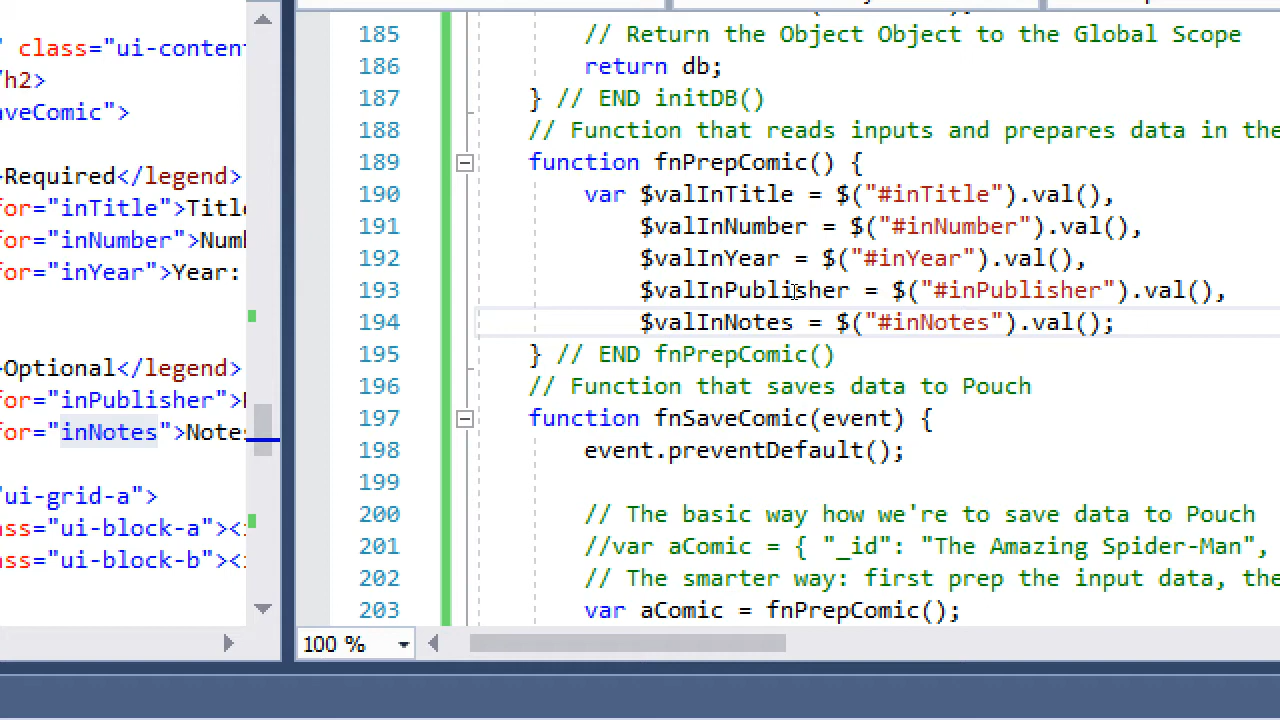 " class="ui-conten
/h2>
aveComic">
-Required</legend>
for="inTitle">Title
for="inNumber">Numb
for="inYear">Year:
-Optional</legend>
for="inPublisher">
for="inNotes">Notes
"ui-grid-a">
ass="ui-block-a"><i
ass="ui-block-b"><i
185 // Return the Object Object to the Global Scope
186 return db;
187 } // END initDB()
188 // Function that reads inputs and prepares data in the
189 function fnPrepComic() {
190 var $valInTitle = $("#inTitle").val(),
191 $valInNumber = $("#inNumber").val(),
192 $valInYear = $("#inYear").val(),
193 $valInPublisher = $("#inPublisher").val(),
194 $valInNotes = $("#inNotes").val();
195 } // END fnPrepComic()
196 // Function that saves data to Pouch
197 function fnSaveComic(event) {
198 event.preventDefault();
199
200 // The basic way how we're to save data to Pouch
201 //var aComic = { "_id": "The Amazing Spider-Man",
202 // The smarter way: first prep the input data, the
203 var aComic = fnPrepComic();
100 %